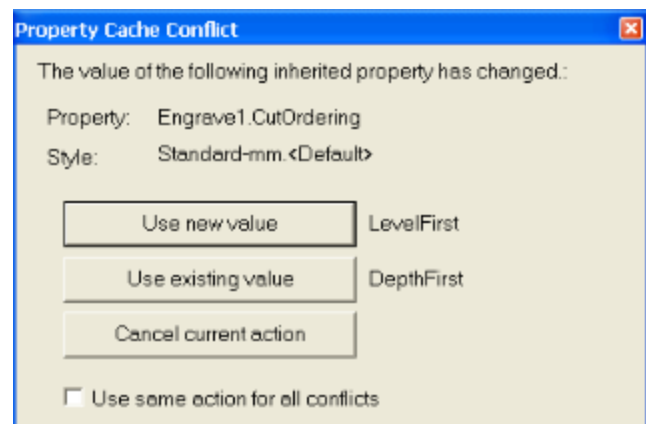 Property Cache Conflict
The value of the following inherited property has changed.:
Property: Engrave1.CutOrdering
Style: Standard-mm.<Default>
Use new value LevelFirst
Use existing value DepthFirst
Cancel current action
Use same action for all conflicts